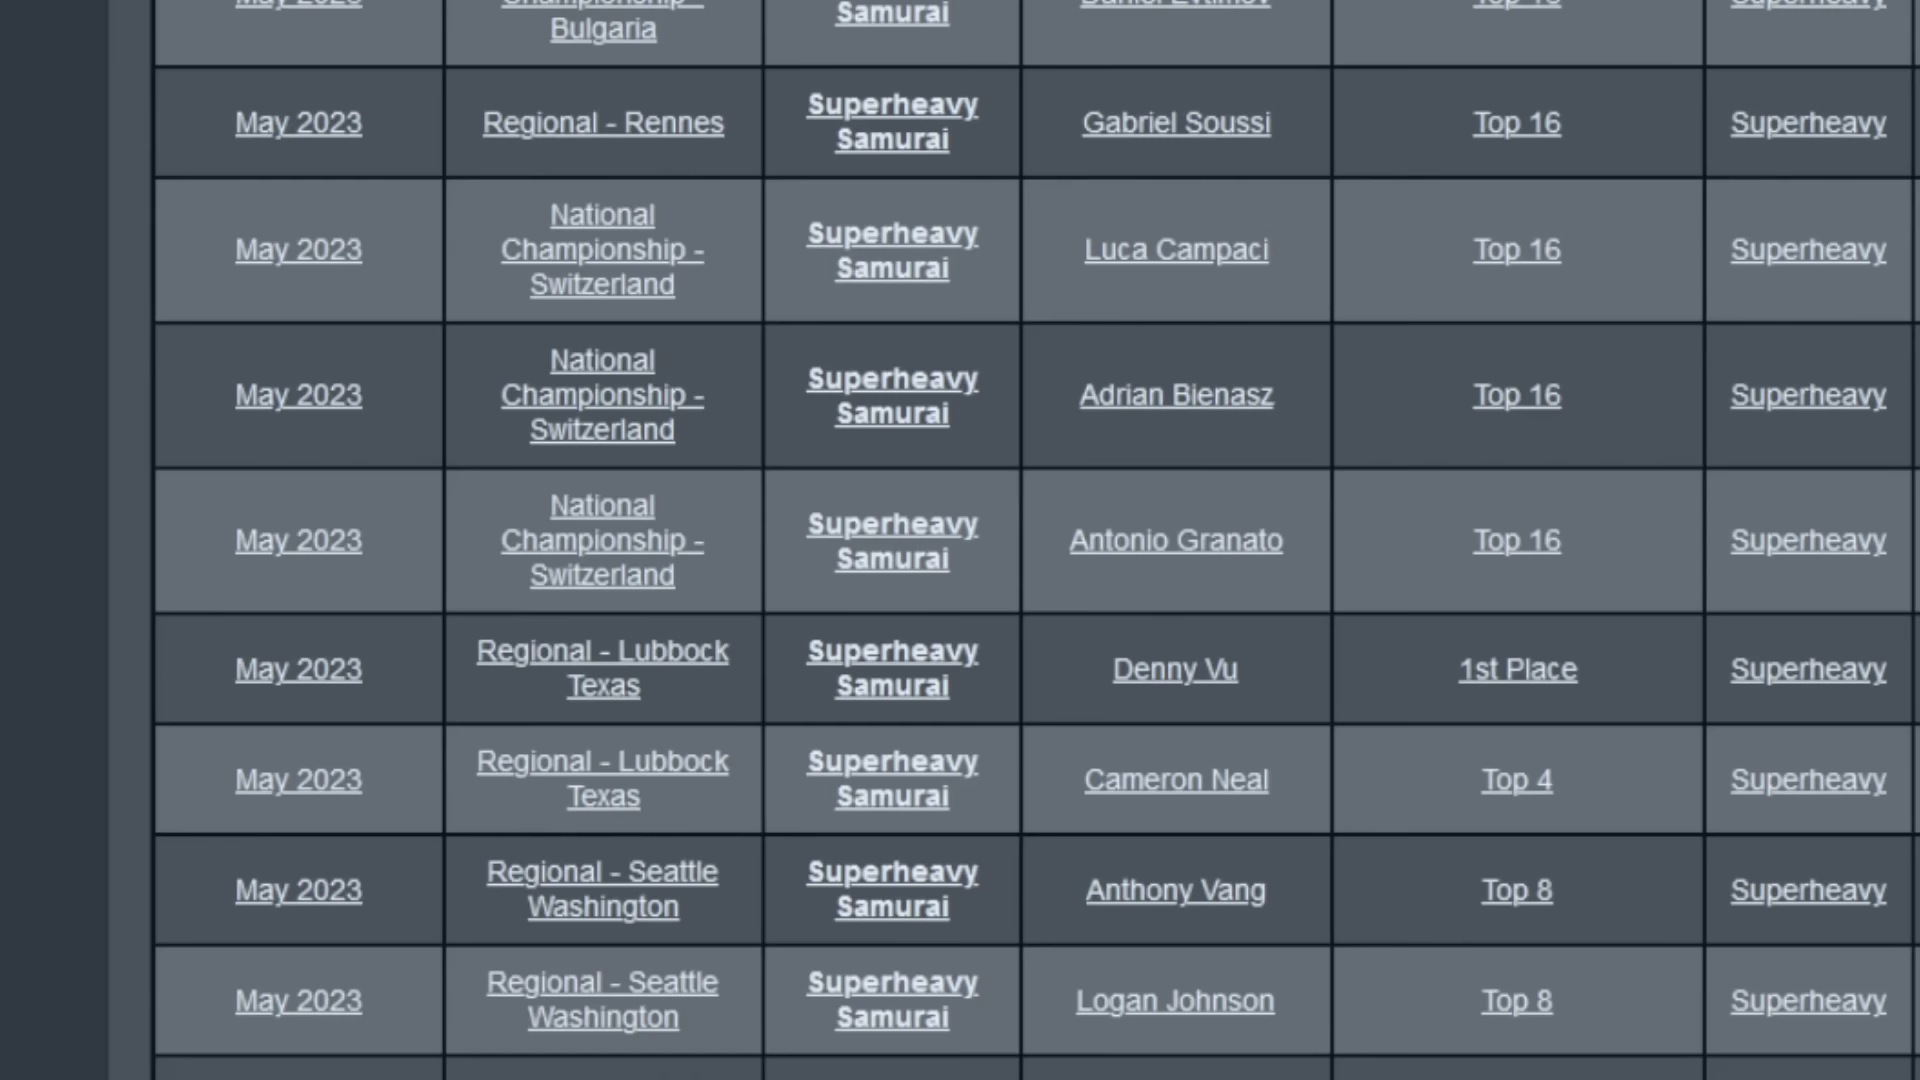 Bulgaria
Samurai
May 2023
Regional - Rennes
Superheavy
Samurai
Gabriel Soussi
Top 16
Superheavy
May 2023
National
Championship -
Switzerland
Superheavy
Samurai
Luca Campaci
Top 16
Superheavy
May 2023
National
Championship -
Switzerland
Superheavy
Samurai
Adrian Bienasz
Top 16
Superheavy
May 2023
National
Championship -
Switzerland
Superheavy
Samurai
Antonio Granato
Top 16
Superheavy
May 2023
Regional - Lubbock
Texas
Superheavy
Samurai
Denny Vu
1st Place
Superheavy
May 2023
Regional - Lubbock
Texas
Superheavy
Samurai
Cameron Neal
Top 4
Superheavy
May 2023
Regional - Seattle
Washington
Superheavy
Samurai
Anthony Vang
Top 8
Superheavy
May 2023
Regional - Seattle
Washington
Superheavy
Samurai
Logan Johnson
Top 8
Superheavy